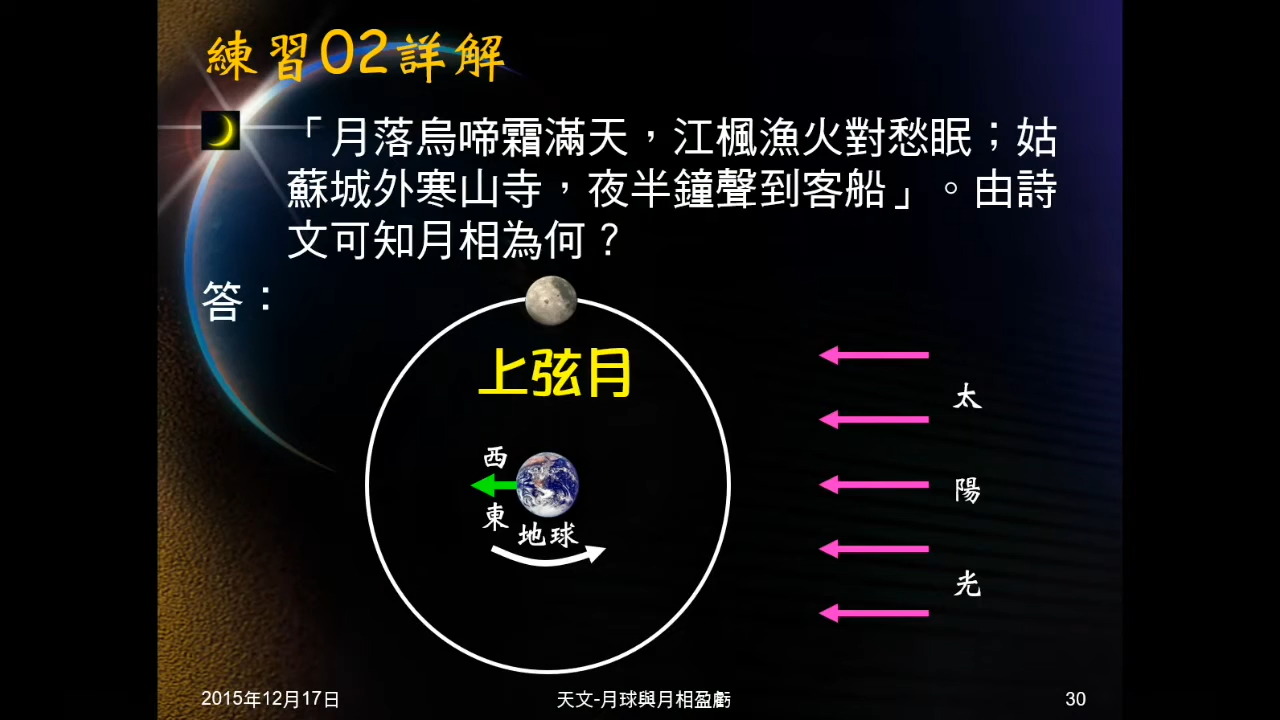 練習02詳解
「月落烏啼霜滿天，江楓漁火對愁眠；姑
蘇城外寒山寺，夜半鐘聲到客船」。由詩
文可知月相為何？
答：
上弦月
西
東
地球
太
陽
光
2015年12月17日
天文-月球與月相盈虧
30